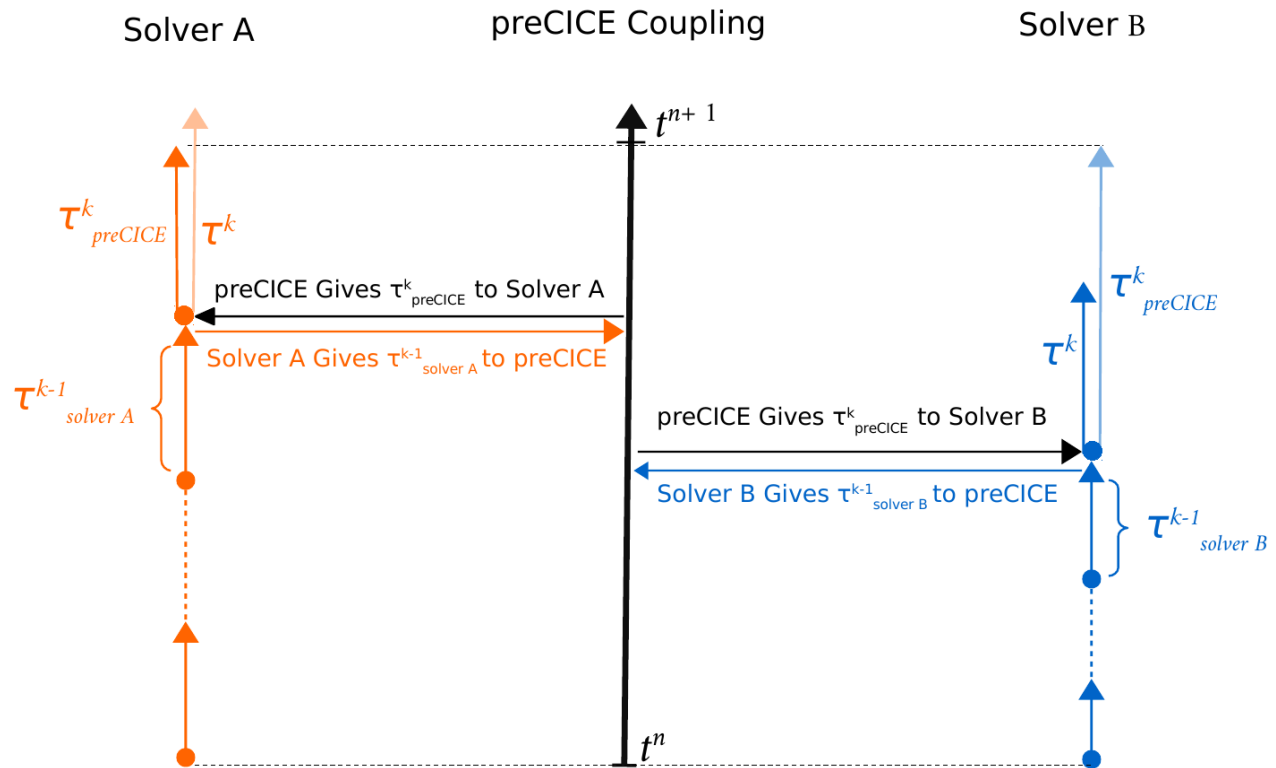 Solver A
preCICE Coupling
Solver B
t^{n+ 1}
τ^k_{preCICE}
τ^k
preCICE Gives τ^k_{preCICE} to Solver A
Solver A Gives τ^{k-1}_{solver A} to preCICE
τ^k_{preCICE}
τ^k
τ^{k-1}_{solver A}
preCICE Gives τ^k_{preCICE} to Solver B
Solver B Gives τ^{k-1}_{solver B} to preCICE
τ^{k-1}_{solver B}
t^n